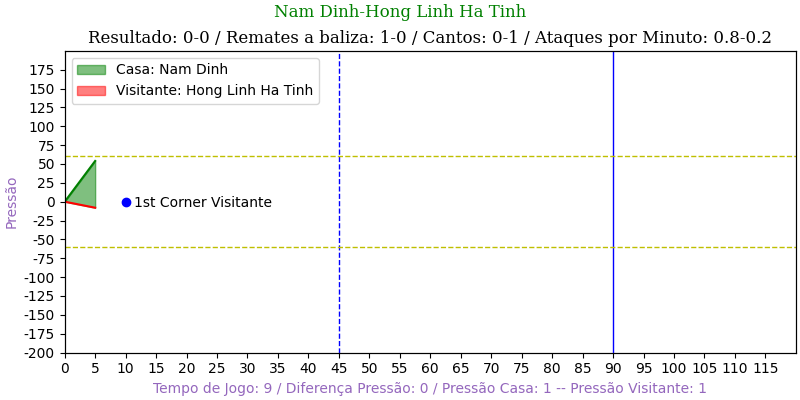 Nam Dinh-Hong Linh Ha Tinh
Resultado: 0-0 / Remates a baliza: 1-0 / Cantos: 0-1 / Ataques por Minuto: 0.8-0.2
Casa: Nam Dinh
Visitante: Hong Linh Ha Tinh
175
150
125
100
75
50
25
0
-25
-50
-75
-100
-125
-150
-175
-200
Pressão
1st Corner Visitante
0 5 10 15 20 25 30 35 40 45 50 55 60 65 70 75 80 85 90 95 100 105 110 115
Tempo de Jogo: 9 / Diferença Pressão: 0 / Pressão Casa: 1 -- Pressão Visitante: 1